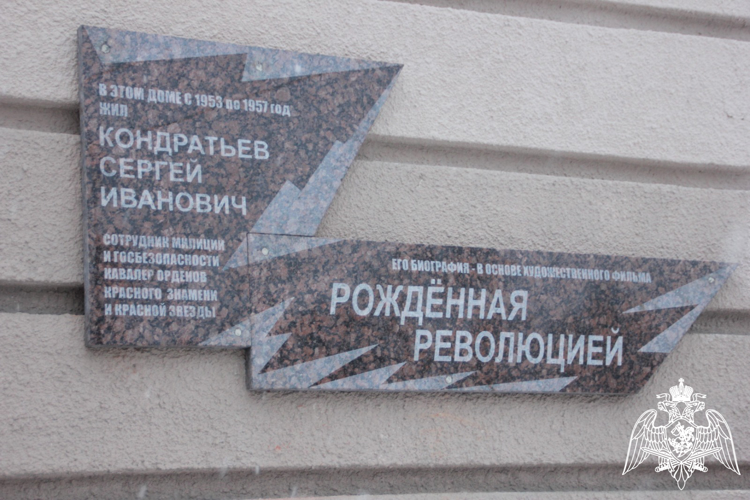 В ЭТОМ ДОМЕ С 1953 по 1957 год
ЖИЛ
КОНДРАТЬЕВ
СЕРГЕЙ
ИВАНОВИЧ
СОТРУДНИК МИЛИЦИИ
И ГОСБЕЗОПАСНОСТИ
КАВАЛЕР ОРДЕНОВ
КРАСНОГО ЗНАМЕНИ
И КРАСНОЙ ЗВЕЗДЫ
ЕГО БИОГРАФИЯ - В ОСНОВЕ ХУДОЖЕСТВЕННОГО ФИЛЬМА
РОЖДЁННАЯ
РЕВОЛЮЦИЕЙ